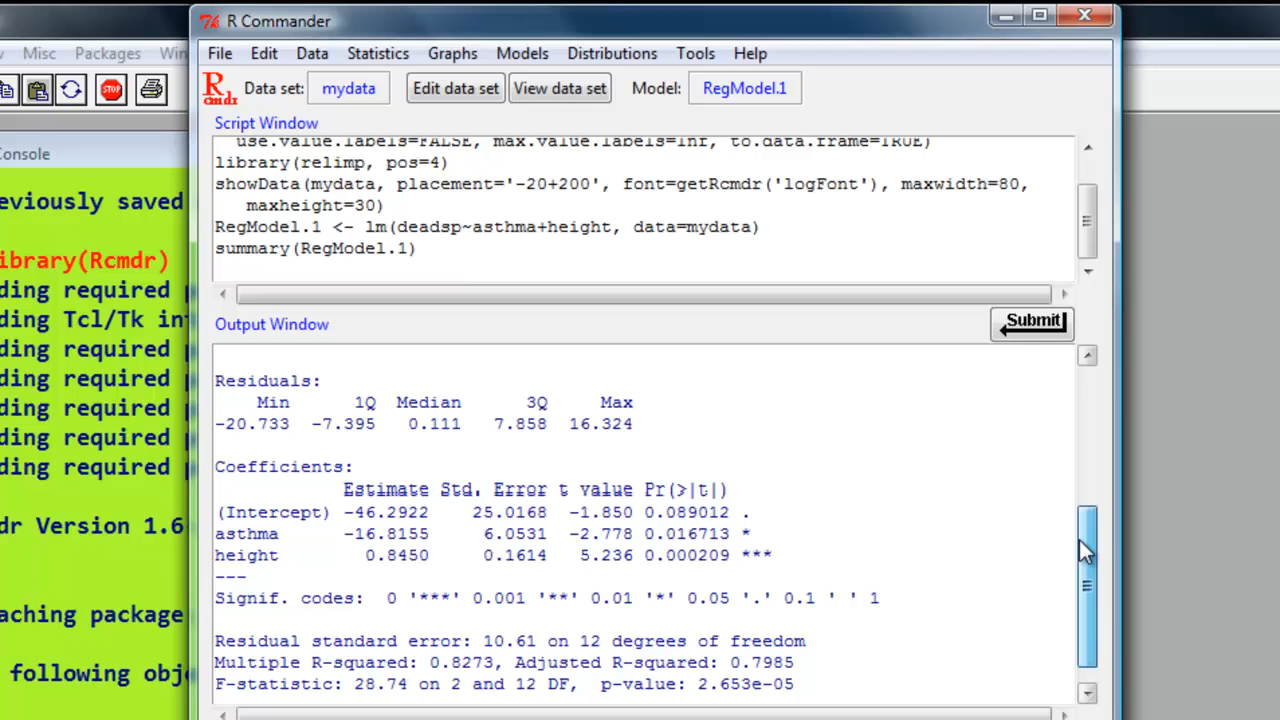 R Commander
Misc Packages Win
File Edit Data Statistics Graphs Models Distributions Tools Help
STOP
R cmdr Data set: mydata Edit data set View data set Model: RegModel.1
Script Window
use.value.labels=FALSE, max.value.labels=Inf, to.data.frame=TRUE)
library(relimp, pos=4)
showData(mydata, placement='-20+200', font=getRcmdr('logFont'), maxwidth=80,
maxheight=30)
RegModel.1 <- lm(deadsp~asthma+height, data=mydata)
summary(RegModel.1)
Output Window
Submit
Residuals:
Min 1Q Median 3Q Max
-20.733 -7.395 0.111 7.858 16.324
Coefficients:
Estimate Std. Error t value Pr(>|t|)
(Intercept) -46.2922 25.0168 -1.850 0.089012 .
asthma -16.8155 6.0531 -2.778 0.016713 *
height 0.8450 0.1614 5.236 0.000209 ***
---
Signif. codes: 0 '***' 0.001 '**' 0.01 '*' 0.05 '.' 0.1 ' ' 1
Residual standard error: 10.61 on 12 degrees of freedom
Multiple R-squared: 0.8273, Adjusted R-squared: 0.7985
F-statistic: 28.74 on 2 and 12 DF, p-value: 2.653e-05
Console
eviously saved
ibrary(Rcmdr)
ding required p
ding Tcl/Tk int
ding required p
ding required p
ding required p
ding required p
ding required p
dr Version 1.6
aching package
following obje